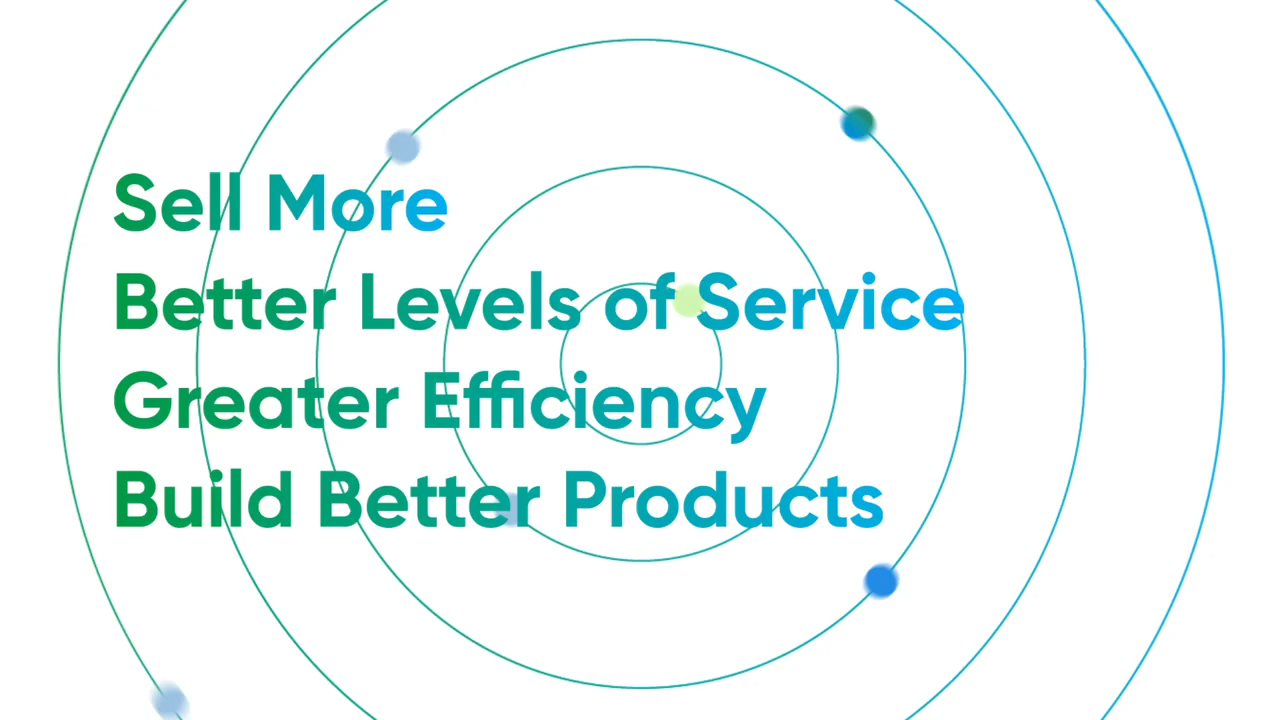 Sell More
Better Levels of Service
Greater Efficiency
Build Better Products